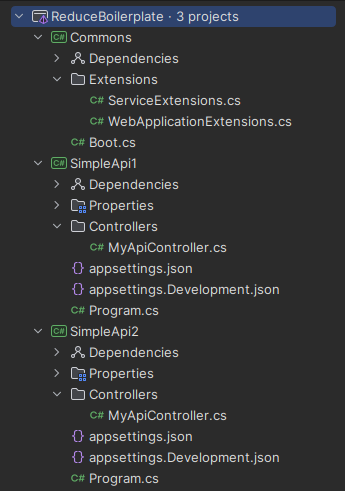 ReduceBoilerplate · 3 projects
C# Commons
Dependencies
Extensions
C# ServiceExtensions.cs
C# WebApplicationExtensions.cs
C# Boot.cs
C# SimpleApi1
Dependencies
Properties
Controllers
C# MyApiController.cs
{} appsettings.json
{} appsettings.Development.json
C# Program.cs
C# SimpleApi2
Dependencies
Properties
Controllers
C# MyApiController.cs
{} appsettings.json
{} appsettings.Development.json
C# Program.cs